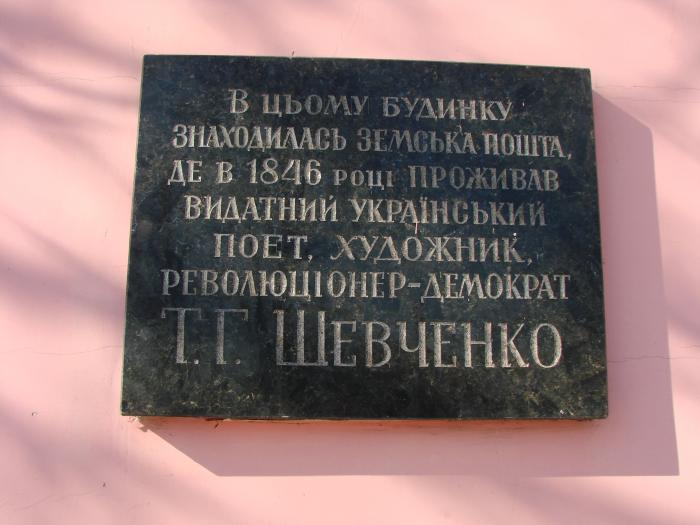 В ЦЬОМУ БУДИНКУ
ЗНАХОДИЛАСЬ ЗЕМСЬКА ПОШТА,
ДЕ В 1846 РОЦІ ПРОЖИВАВ
ВИДАТНИЙ УКРАЇНСЬКИЙ
ПОЕТ, ХУДОЖНИК,
РЕВОЛЮЦІОНЕР-ДЕМОКРАТ
Т. Г. ШЕВЧЕНКО